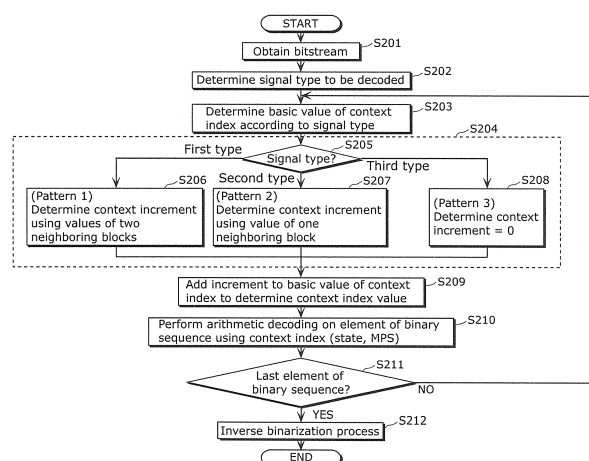 START
Obtain bitstream
S201
Determine signal type to be decoded
S202
Determine basic value of context
index according to signal type
S203
S204
Signal type?
S205
First type
Second type
Third type
S206
(Pattern 1)
Determine context increment
using values of two
neighboring blocks
S207
(Pattern 2)
Determine context increment
using value of one
neighboring block
S208
(Pattern 3)
Determine context
increment = 0
Add increment to basic value of context
index to determine context index value
S209
Perform arithmetic decoding on element of binary
sequence using context index (state, MPS)
S210
Last element of
binary sequence?
S211
NO
YES
Inverse binarization process
S212
END